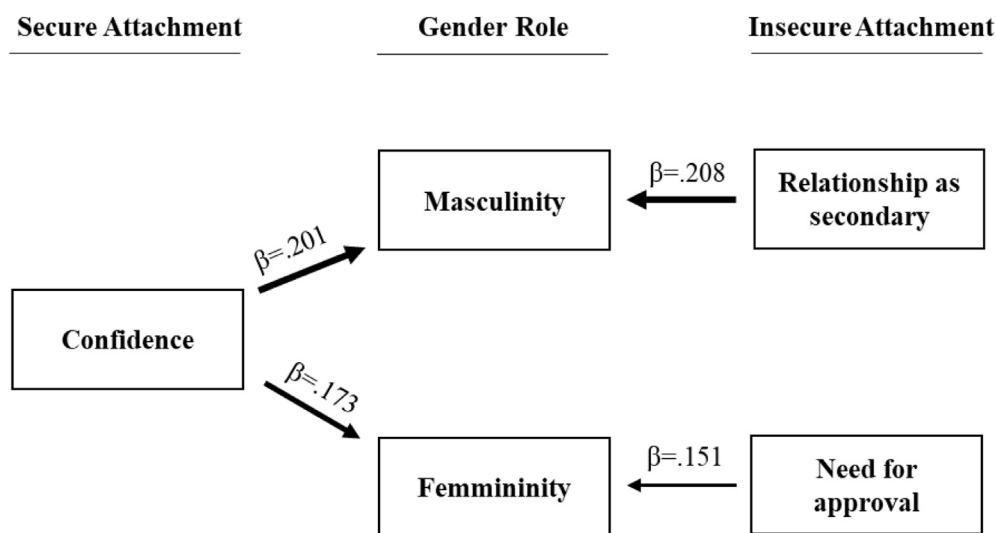 Secure Attachment
Gender Role
Insecure Attachment
Masculinity
β=.208
Relationship as
secondary
β=.201
Confidence
β=.173
Femmininity
β=.151
Need for
approval